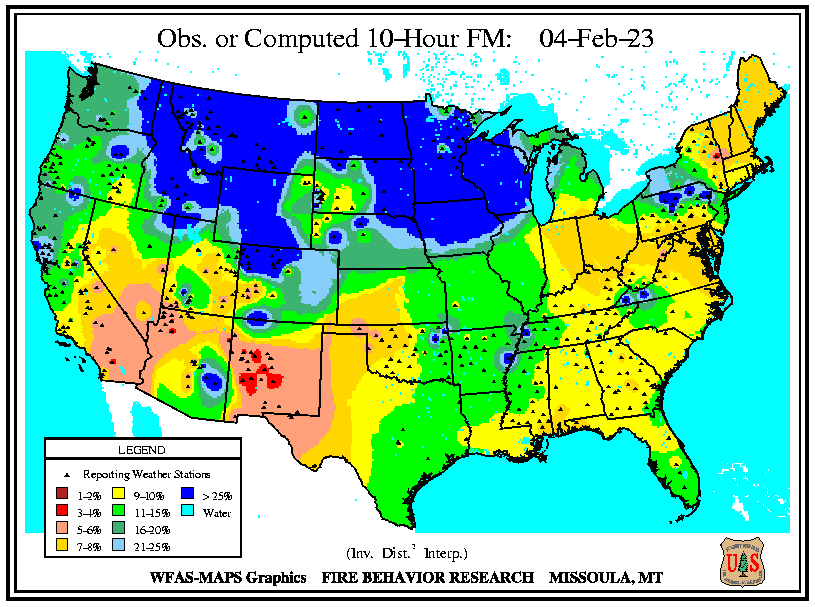 Obs. or Computed 10-Hour FM: 04-Feb-23
LEGEND
Reporting Weather Stations
1-2% 9-10% > 25%
3-4% 11-15% Water
5-6% 16-20%
7-8% 21-25%
(Inv. Dist.² Interp.)
WFAS-MAPS Graphics FIRE BEHAVIOR RESEARCH MISSOULA, MT
U S